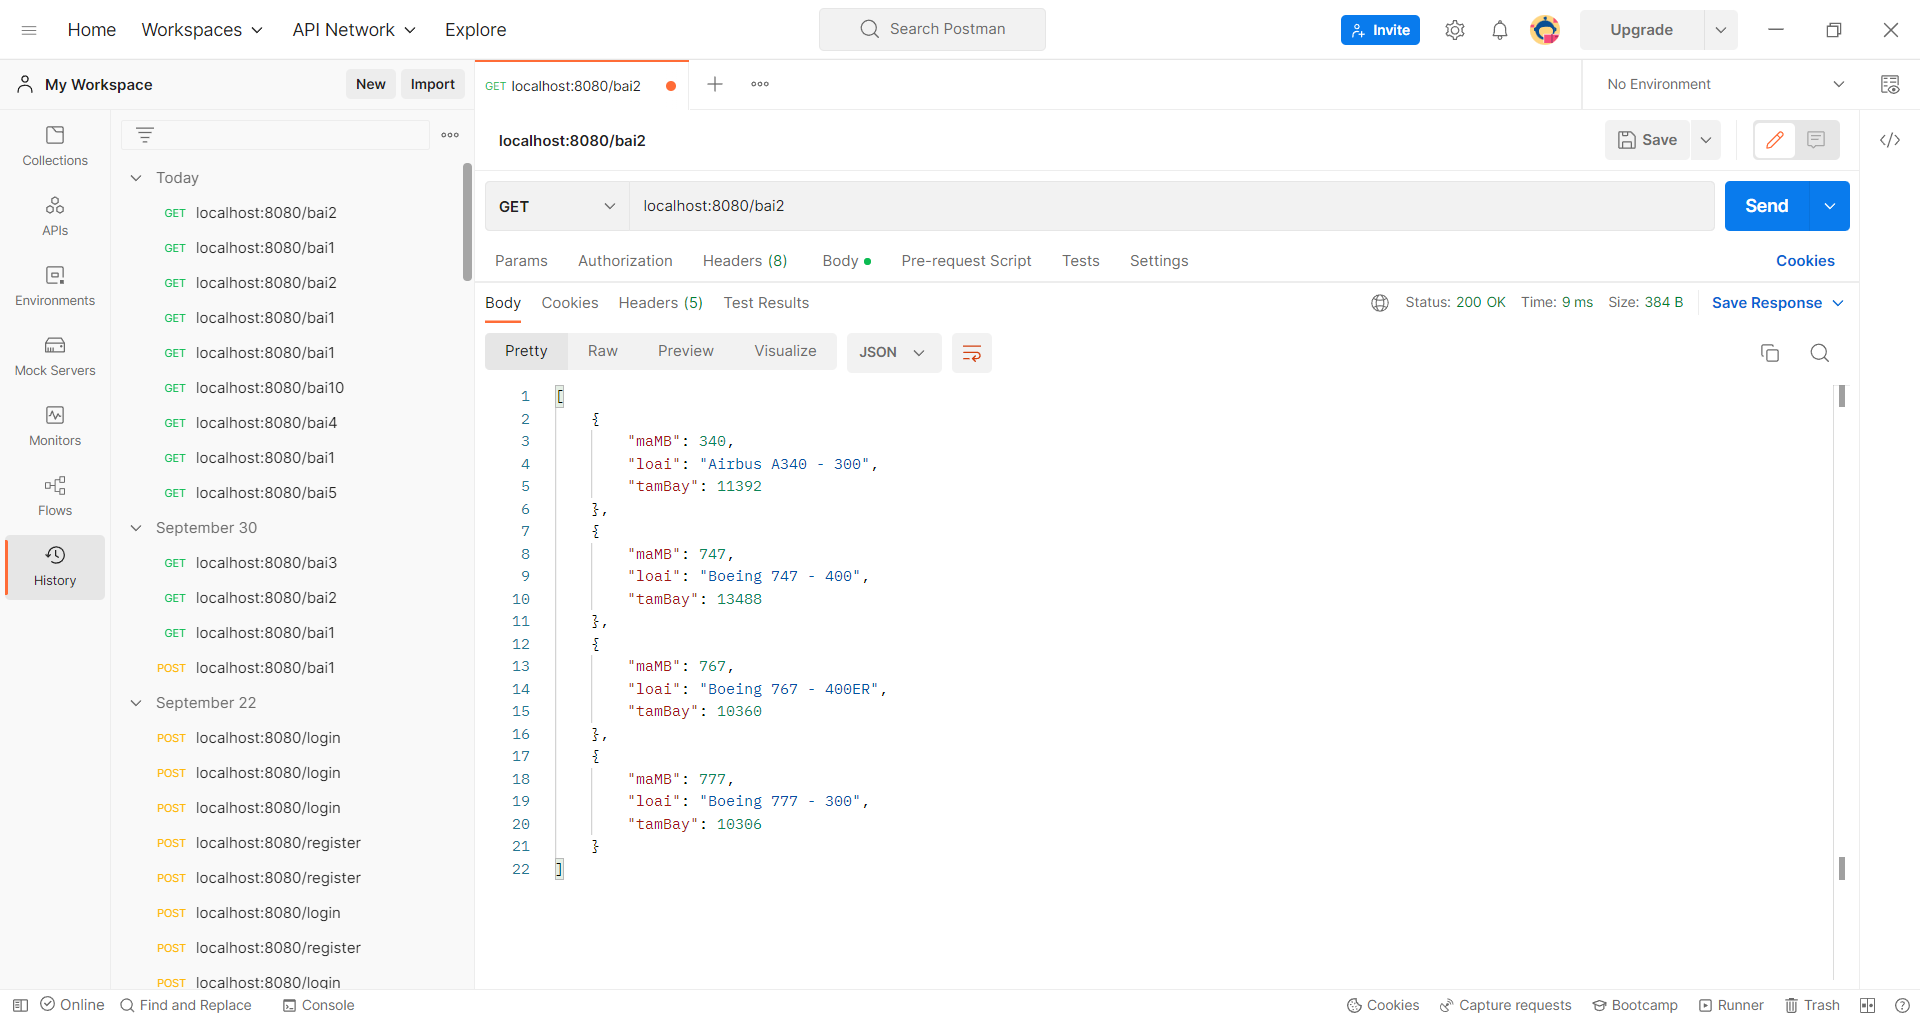 Home Workspaces API Network Explore Search Postman Invite Upgrade
My Workspace New Import GET localhost:8080/bai2 No Environment
Collections
APIs
Environments
Mock Servers
Monitors
Flows
History
Today
GET localhost:8080/bai2
GET localhost:8080/bai1
GET localhost:8080/bai2
GET localhost:8080/bai1
GET localhost:8080/bai1
GET localhost:8080/bai10
GET localhost:8080/bai4
GET localhost:8080/bai1
GET localhost:8080/bai5
September 30
GET localhost:8080/bai3
GET localhost:8080/bai2
GET localhost:8080/bai1
POST localhost:8080/bai1
September 22
POST localhost:8080/login
POST localhost:8080/login
POST localhost:8080/login
POST localhost:8080/register
POST localhost:8080/register
POST localhost:8080/login
POST localhost:8080/register
POST localhost:8080/login
localhost:8080/bai2 Save
GET localhost:8080/bai2 Send
Params Authorization Headers (8) Body Pre-request Script Tests Settings Cookies
Body Cookies Headers (5) Test Results Status: 200 OK Time: 9 ms Size: 384 B Save Response
Pretty Raw Preview Visualize JSON
1 [
2 {
3 "maMB": 340,
4 "loai": "Airbus A340 - 300",
5 "tamBay": 11392
6 },
7 {
8 "maMB": 747,
9 "loai": "Boeing 747 - 400",
10 "tamBay": 13488
11 },
12 {
13 "maMB": 767,
14 "loai": "Boeing 767 - 400ER",
15 "tamBay": 10360
16 },
17 {
18 "maMB": 777,
19 "loai": "Boeing 777 - 300",
20 "tamBay": 10306
21 }
22 ]
Online Find and Replace Console Cookies Capture requests Bootcamp Runner Trash